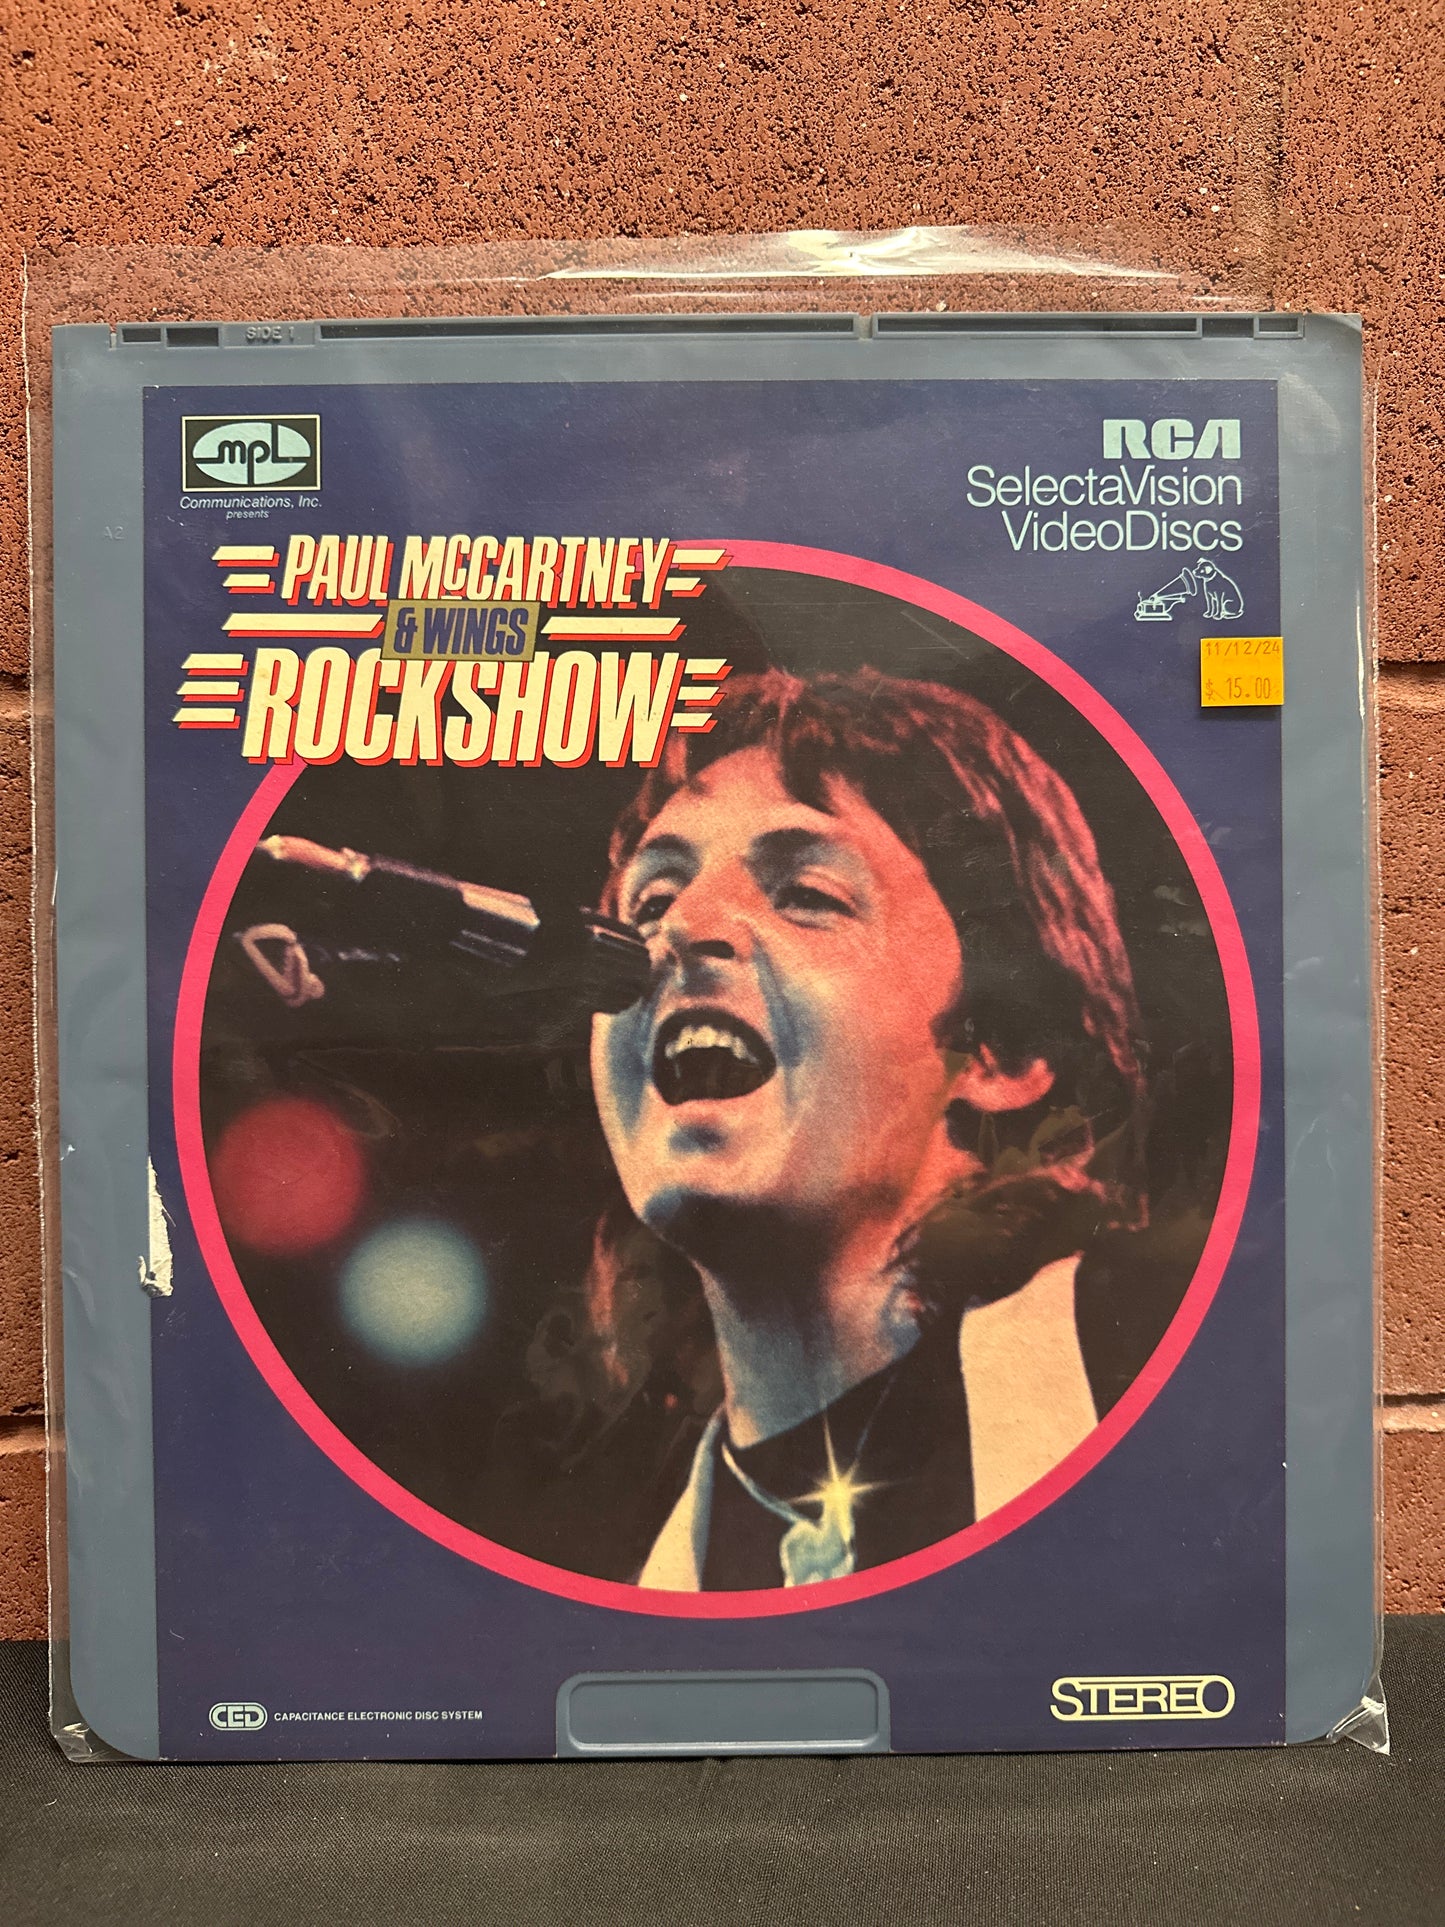 SIDE 1
A2
mpl
Communications, Inc.
presents
RCA
SelectaVision
VideoDiscs
PAUL McCARTNEY
& WINGS
ROCKSHOW
11/12/24
$ 15.00
CED CAPACITANCE ELECTRONIC DISC SYSTEM
STEREO